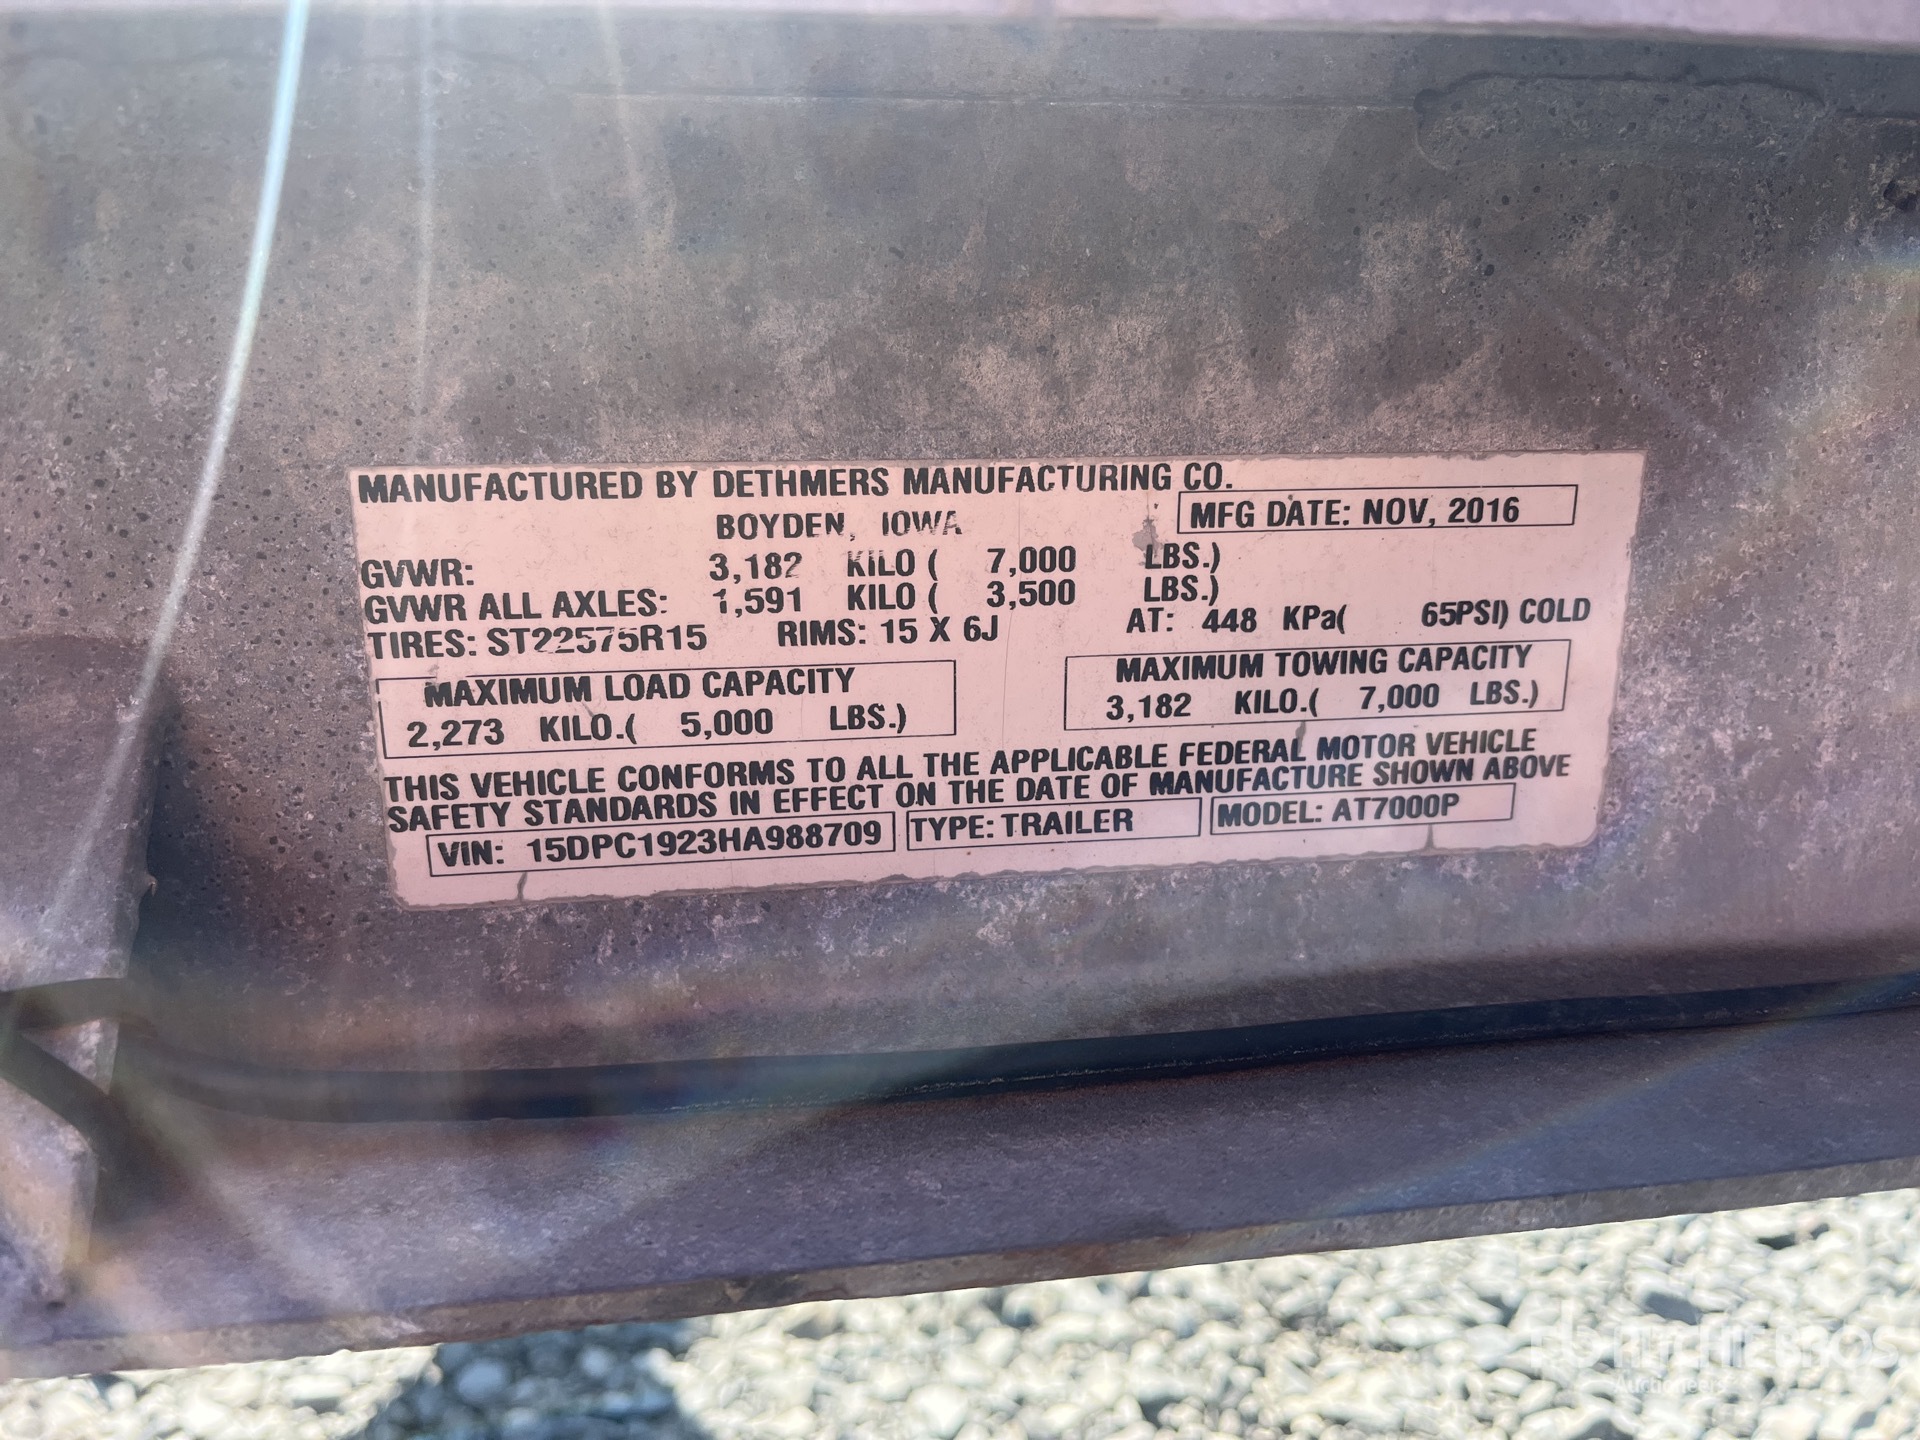 MANUFACTURED BY DETHMERS MANUFACTURING CO.
BOYDEN, IOWA
MFG DATE: NOV, 2016
GVWR: 3,182 KILO ( 7,000 LBS.)
GVWR ALL AXLES: 1,591 KILO ( 3,500 LBS.)
TIRES: ST22575R15 RIMS: 15 X 6J AT: 448 KPa( 65PSI) COLD
MAXIMUM LOAD CAPACITY
2,273 KILO.( 5,000 LBS.)
MAXIMUM TOWING CAPACITY
3,182 KILO.( 7,000 LBS.)
THIS VEHICLE CONFORMS TO ALL THE APPLICABLE FEDERAL MOTOR VEHICLE
SAFETY STANDARDS IN EFFECT ON THE DATE OF MANUFACTURE SHOWN ABOVE
VIN: 15DPC1923HA988709 TYPE: TRAILER MODEL: AT7000P
RITCHIE BROS
Auctioneers